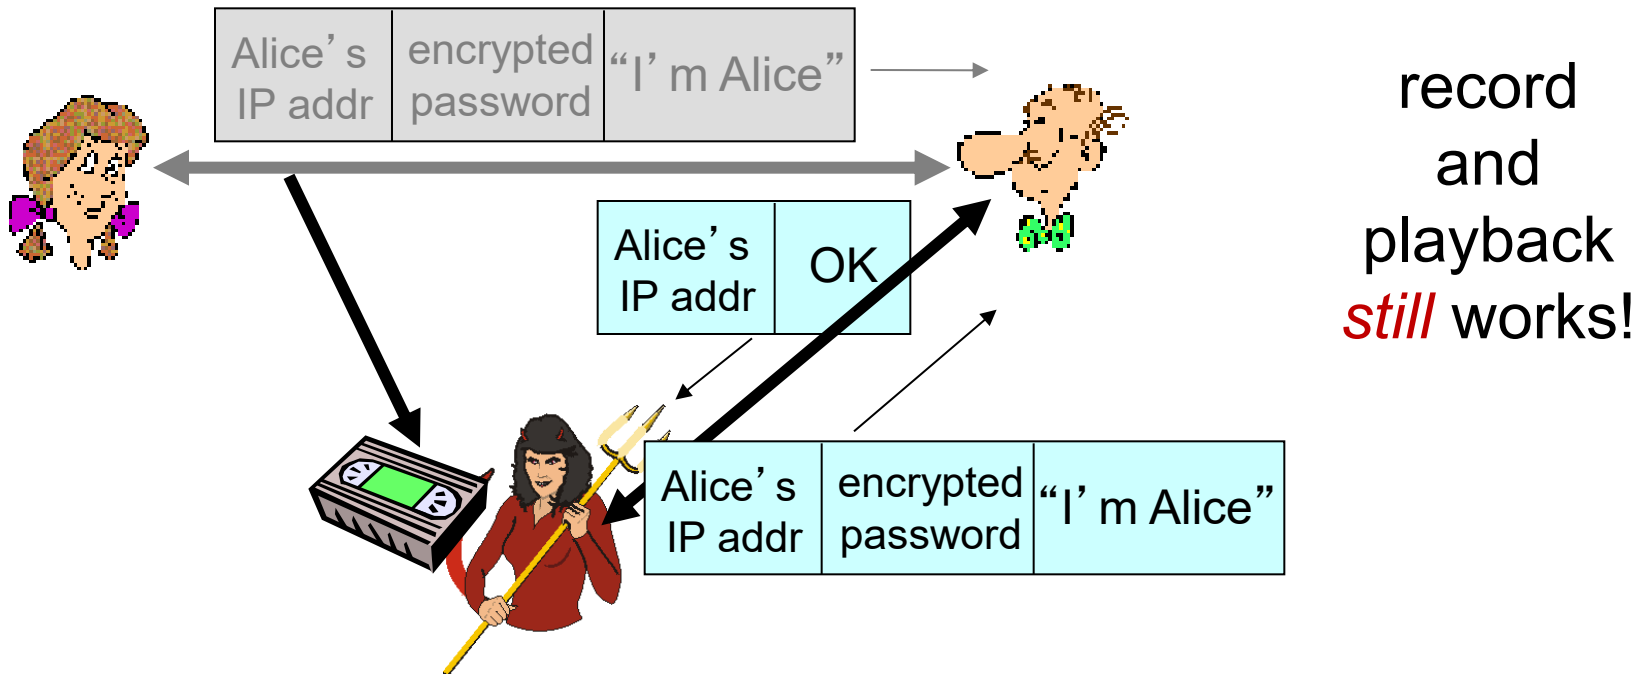 Alice’s
IP addr
encrypted
password
“I’m Alice”
record
and
playback
still works!
Alice’s
IP addr
OK
Alice’s
IP addr
encrypted
password
“I’m Alice”